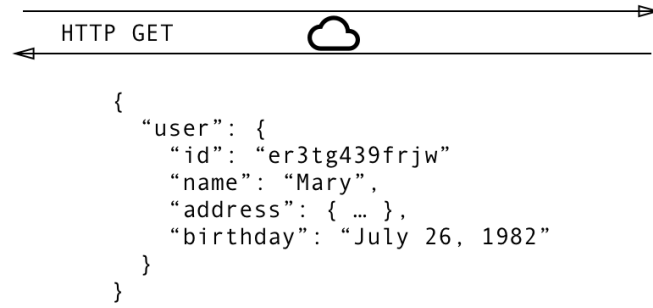 HTTP GET
{
“user”: {
“id”: “er3tg439frjw”
“name”: “Mary”,
“address”: { … },
“birthday”: “July 26, 1982”
}
}